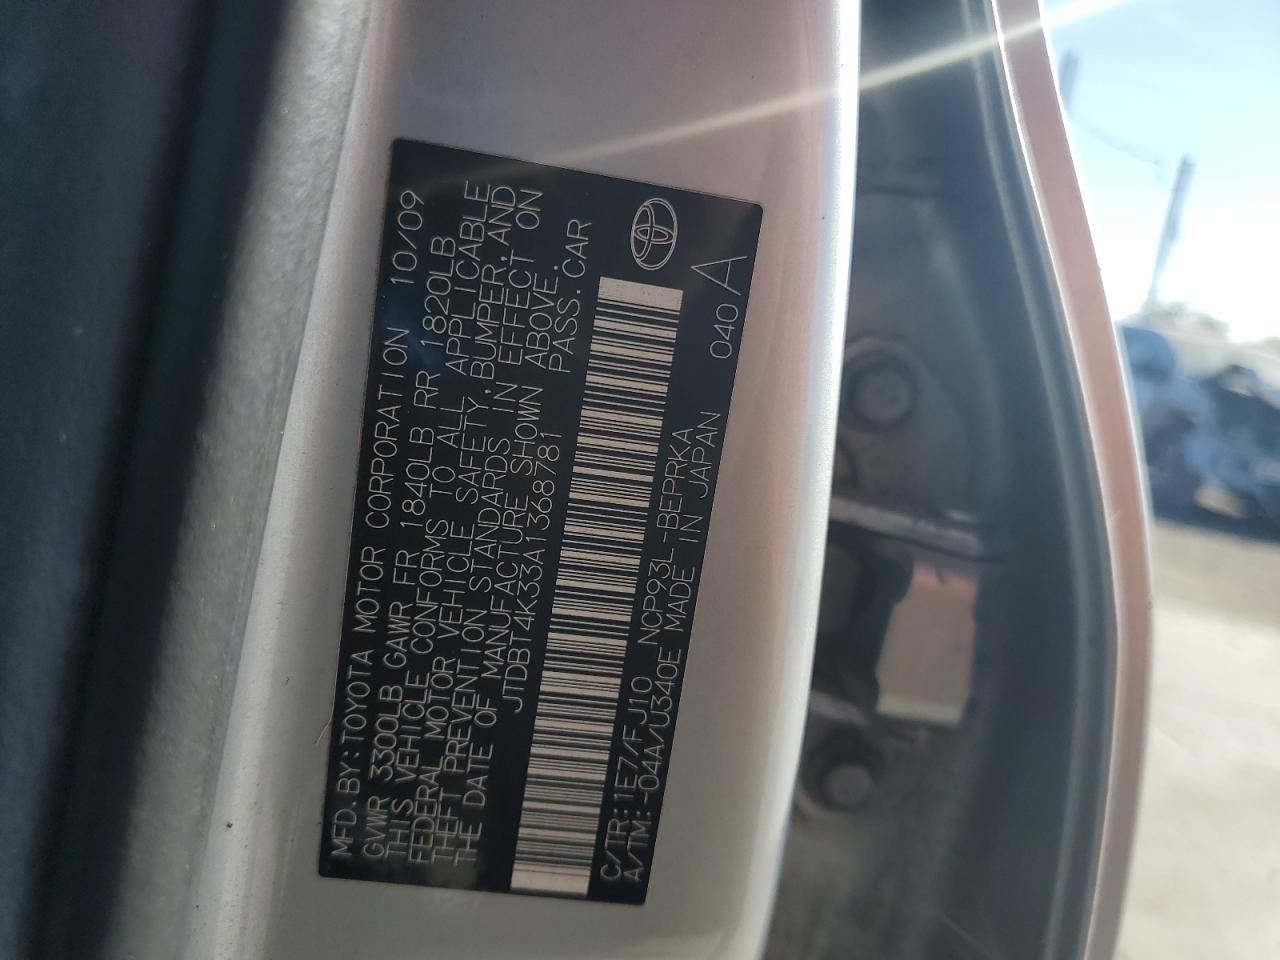 MFD.BY:TOYOTA MOTOR CORPORATION 10/09
GVWR 3300LB GAWR FR 1840LB RR 1820LB
THIS VEHICLE CONFORMS TO ALL APPLICABLE
FEDERAL MOTOR VEHICLE SAFETY,BUMPER,AND
THEFT PREVENTION STANDARDS IN EFFECT ON
THE DATE OF MANUFACTURE SHOWN ABOVE.
JTDBT4K33A1368781 PASS.CAR
C/TR:1E7/FJ10 NCP93L-BEPRKA 040A
A/TM:-04A/U340E MADE IN JAPAN